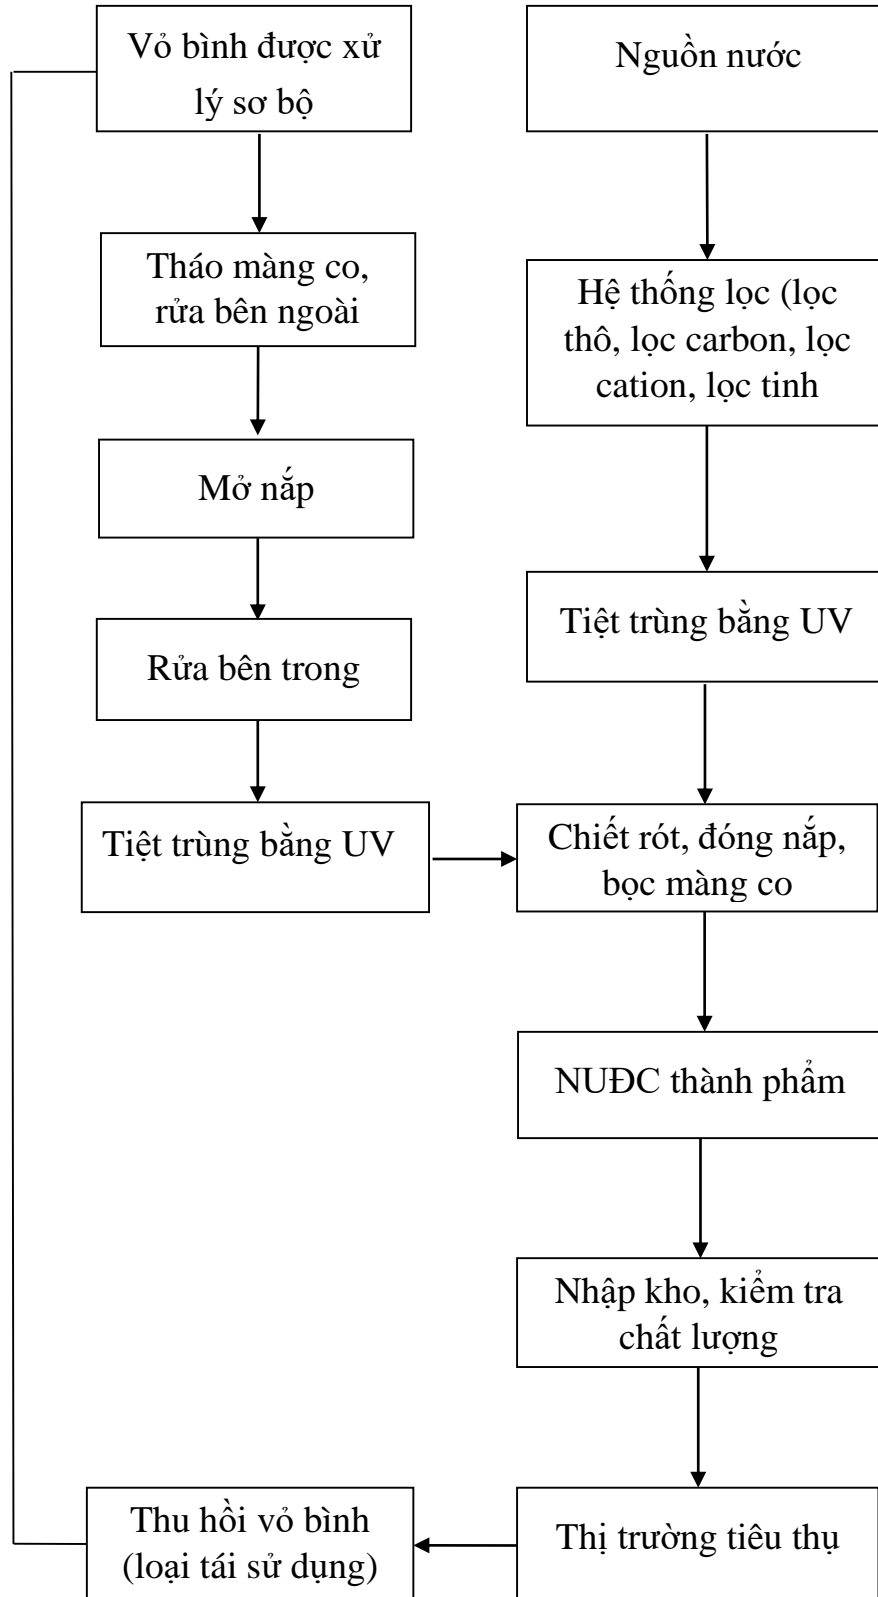 Vỏ bình được xử
lý sơ bộ
Tháo màng co,
rửa bên ngoài
Mở nắp
Rửa bên trong
Tiệt trùng bằng UV
Nguồn nước
Hệ thống lọc (lọc
thô, lọc carbon, lọc
cation, lọc tinh
Tiệt trùng bằng UV
Chiết rót, đóng nắp,
bọc màng co
NUĐC thành phẩm
Nhập kho, kiểm tra
chất lượng
Thị trường tiêu thụ
Thu hồi vỏ bình
(loại tái sử dụng)